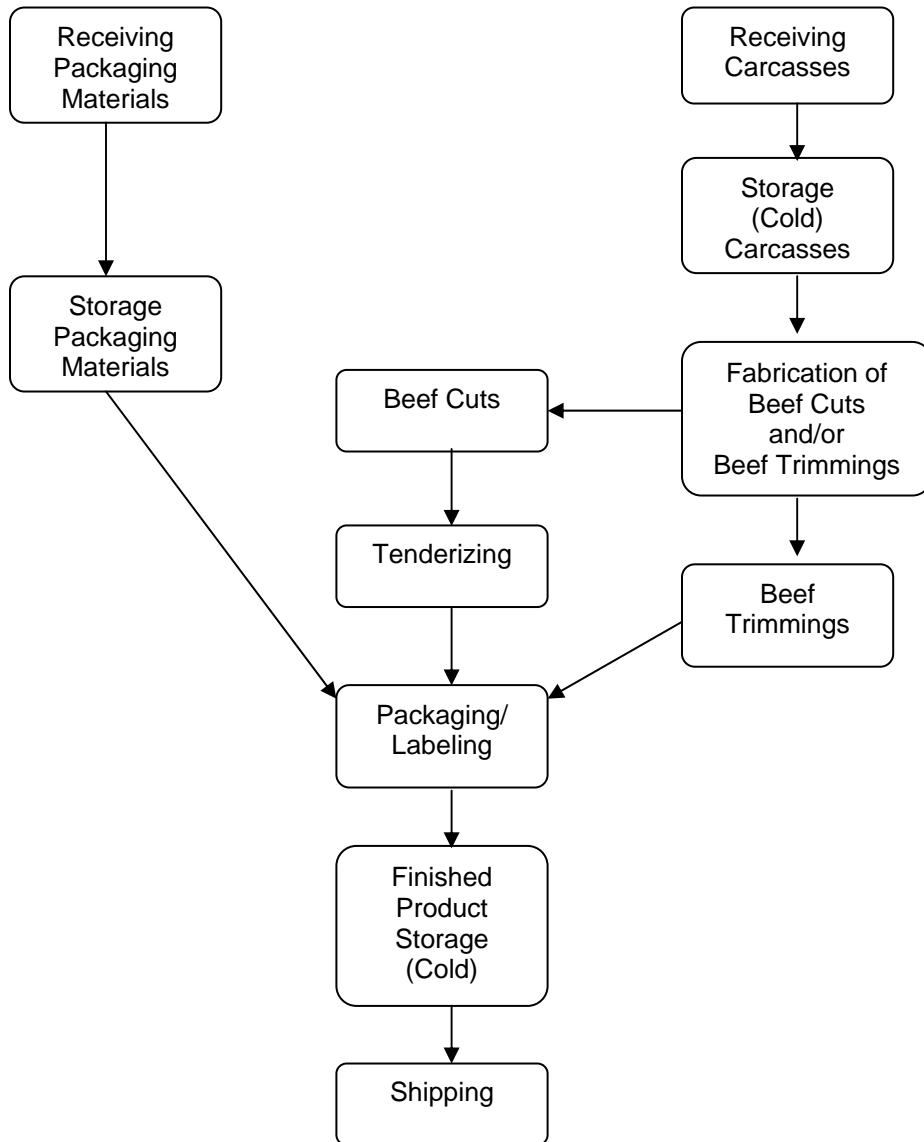 Receiving
Packaging
Materials
Receiving
Carcasses
Storage
(Cold)
Carcasses
Storage
Packaging
Materials
Fabrication of
Beef Cuts
and/or
Beef Trimmings
Beef Cuts
Tenderizing
Beef
Trimmings
Packaging/
Labeling
Finished
Product
Storage
(Cold)
Shipping